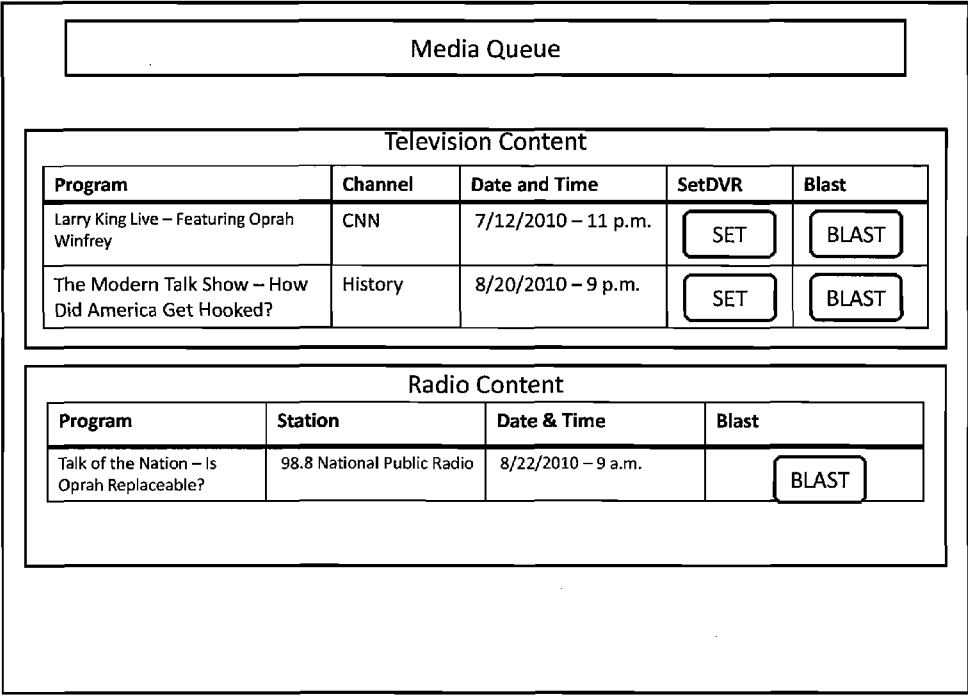 Media Queue
Television Content
Program Channel Date and Time SetDVR Blast
Larry King Live – Featuring Oprah Winfrey CNN 7/12/2010 – 11 p.m. SET BLAST
The Modern Talk Show – How Did America Get Hooked? History 8/20/2010 – 9 p.m. SET BLAST
Radio Content
Program Station Date & Time Blast
Talk of the Nation – Is Oprah Replaceable? 98.8 National Public Radio 8/22/2010 – 9 a.m. BLAST